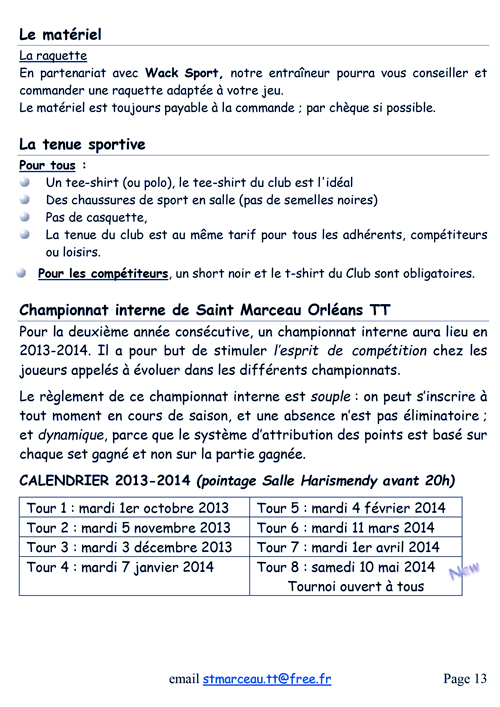 Le matériel
La raquette
En partenariat avec Wack Sport, notre entraîneur pourra vous conseiller et
commander une raquette adaptée à votre jeu.
Le matériel est toujours payable à la commande ; par chèque si possible.
La tenue sportive
Pour tous :
Un tee-shirt (ou polo), le tee-shirt du club est l'idéal
Des chaussures de sport en salle (pas de semelles noires)
Pas de casquette,
La tenue du club est au même tarif pour tous les adhérents, compétiteurs
ou loisirs.
Pour les compétiteurs, un short noir et le t-shirt du Club sont obligatoires.
Championnat interne de Saint Marceau Orléans TT
Pour la deuxième année consécutive, un championnat interne aura lieu en
2013-2014. Il a pour but de stimuler l'esprit de compétition chez les
joueurs appelés à évoluer dans les différents championnats.
Le règlement de ce championnat interne est souple : on peut s'inscrire à
tout moment en cours de saison, et une absence n'est pas éliminatoire ;
et dynamique, parce que le système d'attribution des points est basé sur
chaque set gagné et non sur la partie gagnée.
CALENDRIER 2013-2014 (pointage Salle Harismendy avant 20h)
Tour 1 : mardi 1er octobre 2013 Tour 5 : mardi 4 février 2014
Tour 2 : mardi 5 novembre 2013 Tour 6 : mardi 11 mars 2014
Tour 3 : mardi 3 décembre 2013 Tour 7 : mardi 1er avril 2014
Tour 4 : mardi 7 janvier 2014 Tour 8 : samedi 10 mai 2014 New
Tournoi ouvert à tous
email stmarceau.tt@free.fr Page 13